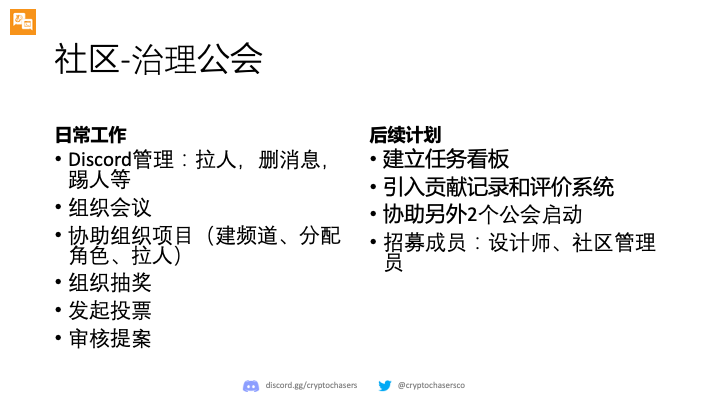 社区-治理公会
日常工作
• Discord管理：拉人，删消息，
踢人等
• 组织会议
• 协助组织项目（建频道、分配
角色、拉人）
• 组织抽奖
• 发起投票
• 审核提案
后续计划
• 建立任务看板
• 引入贡献记录和评价系统
• 协助另外2个公会启动
• 招募成员：设计师、社区管理
员
discord.gg/cryptochasers
@cryptochasersco